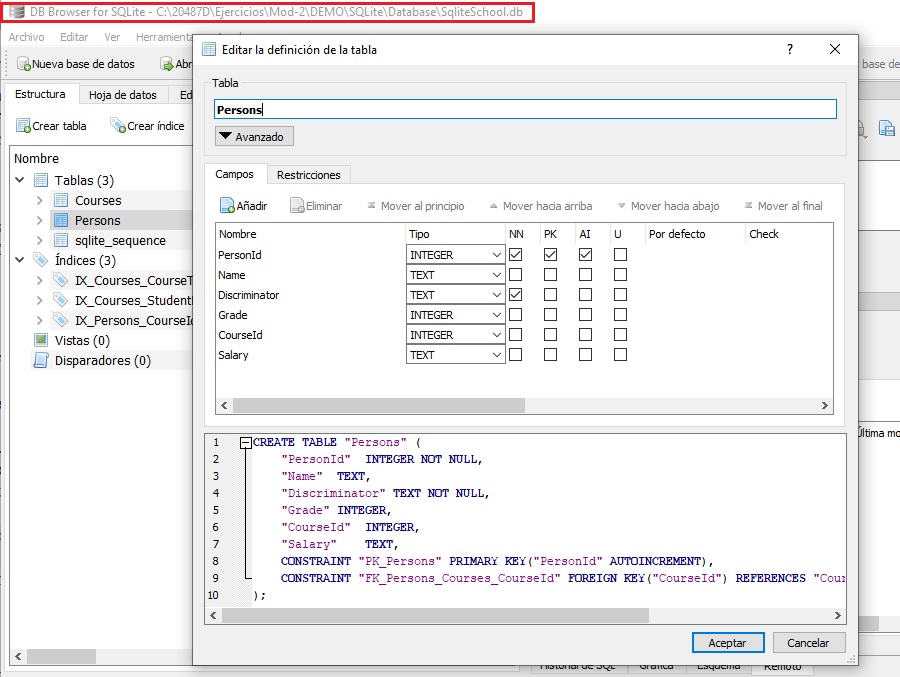 DB Browser for SQLite - C:\20487D\Ejercicios\Mod-2\DEMO\SQLite\Database\SqliteSchool.db
Archivo Editar Ver
Nueva base de datos
base de
Estructura Hoja de datos
Crear tabla Crear índice
Nombre
Tablas (3)
Courses
Persons
sqlite_sequence
Índices (3)
IX_Courses_CourseT
IX_Courses_Student
IX_Persons_CourseId
Vistas (0)
Disparadores (0)
Editar la definición de la tabla ?
Tabla
Persons
Avanzado
Campos Restricciones
Añadir Eliminar Mover al principio Mover hacia arriba Mover hacia abajo Mover al final
Nombre Tipo NN PK AI U Por defecto Check
PersonId INTEGER
Name TEXT
Discriminator TEXT
Grade INTEGER
CourseId INTEGER
Salary TEXT
1 CREATE TABLE "Persons" (
2 "PersonId" INTEGER NOT NULL,
3 "Name" TEXT,
4 "Discriminator" TEXT NOT NULL,
5 "Grade" INTEGER,
6 "CourseId" INTEGER,
7 "Salary" TEXT,
8 CONSTRAINT "PK_Persons" PRIMARY KEY("PersonId" AUTOINCREMENT),
9 CONSTRAINT "FK_Persons_Courses_CourseId" FOREIGN KEY("CourseId") REFERENCES "Cour
10 );
Aceptar Cancelar
Última mo
Historial de SQL Gráfica Esquema Remoto